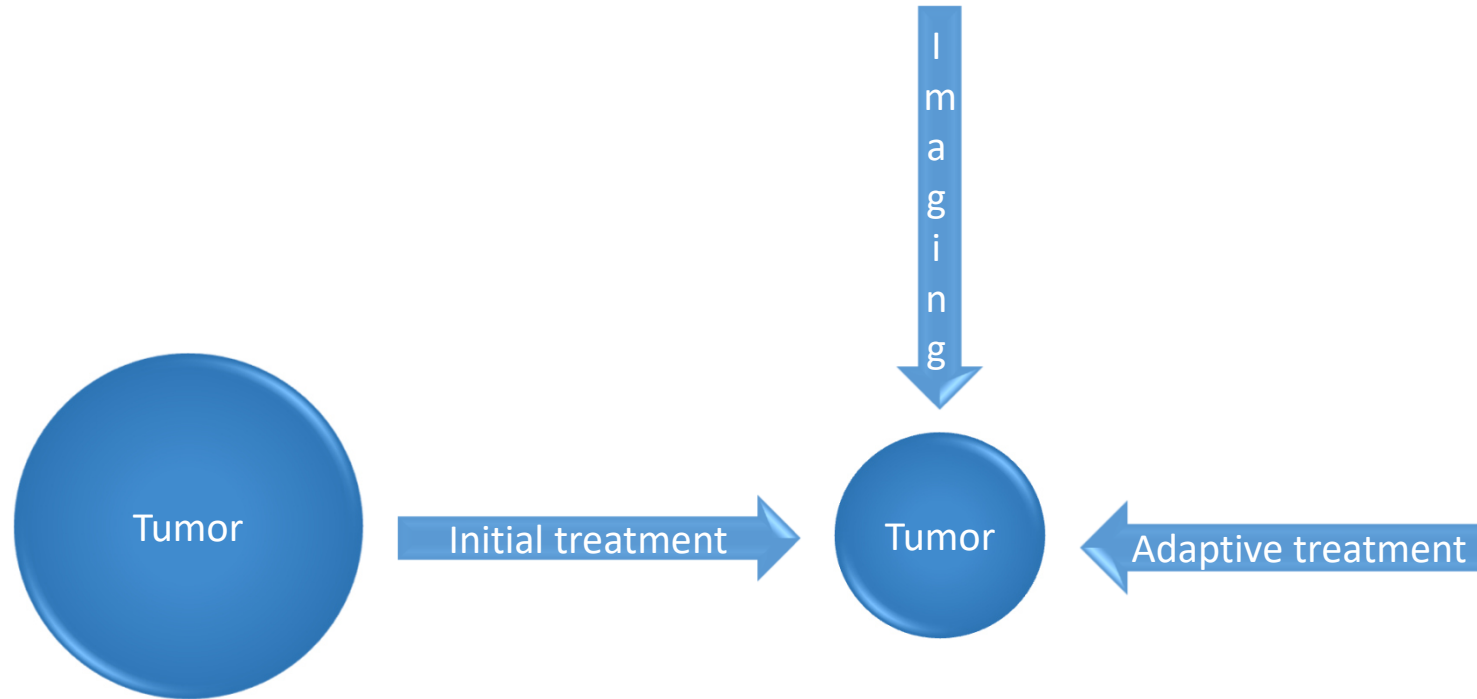 Imaging
Tumor
Initial treatment
Tumor
Adaptive treatment